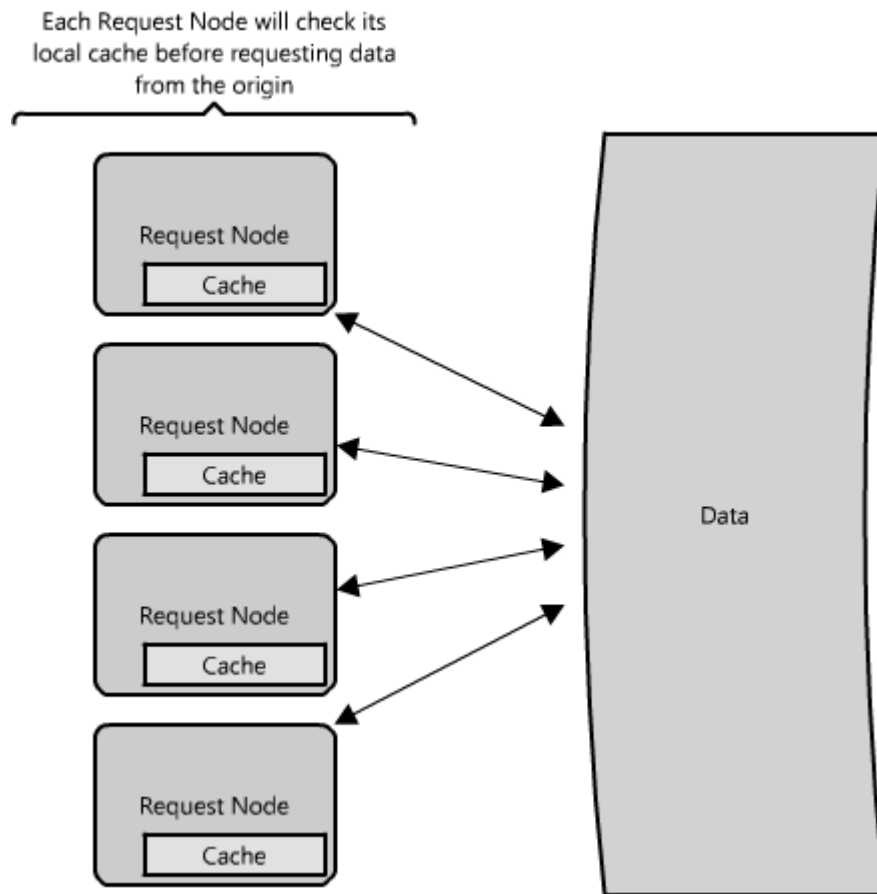 Each Request Node will check its
local cache before requesting data
from the origin
Request Node
Cache
Request Node
Cache
Data
Request Node
Cache
Request Node
Cache